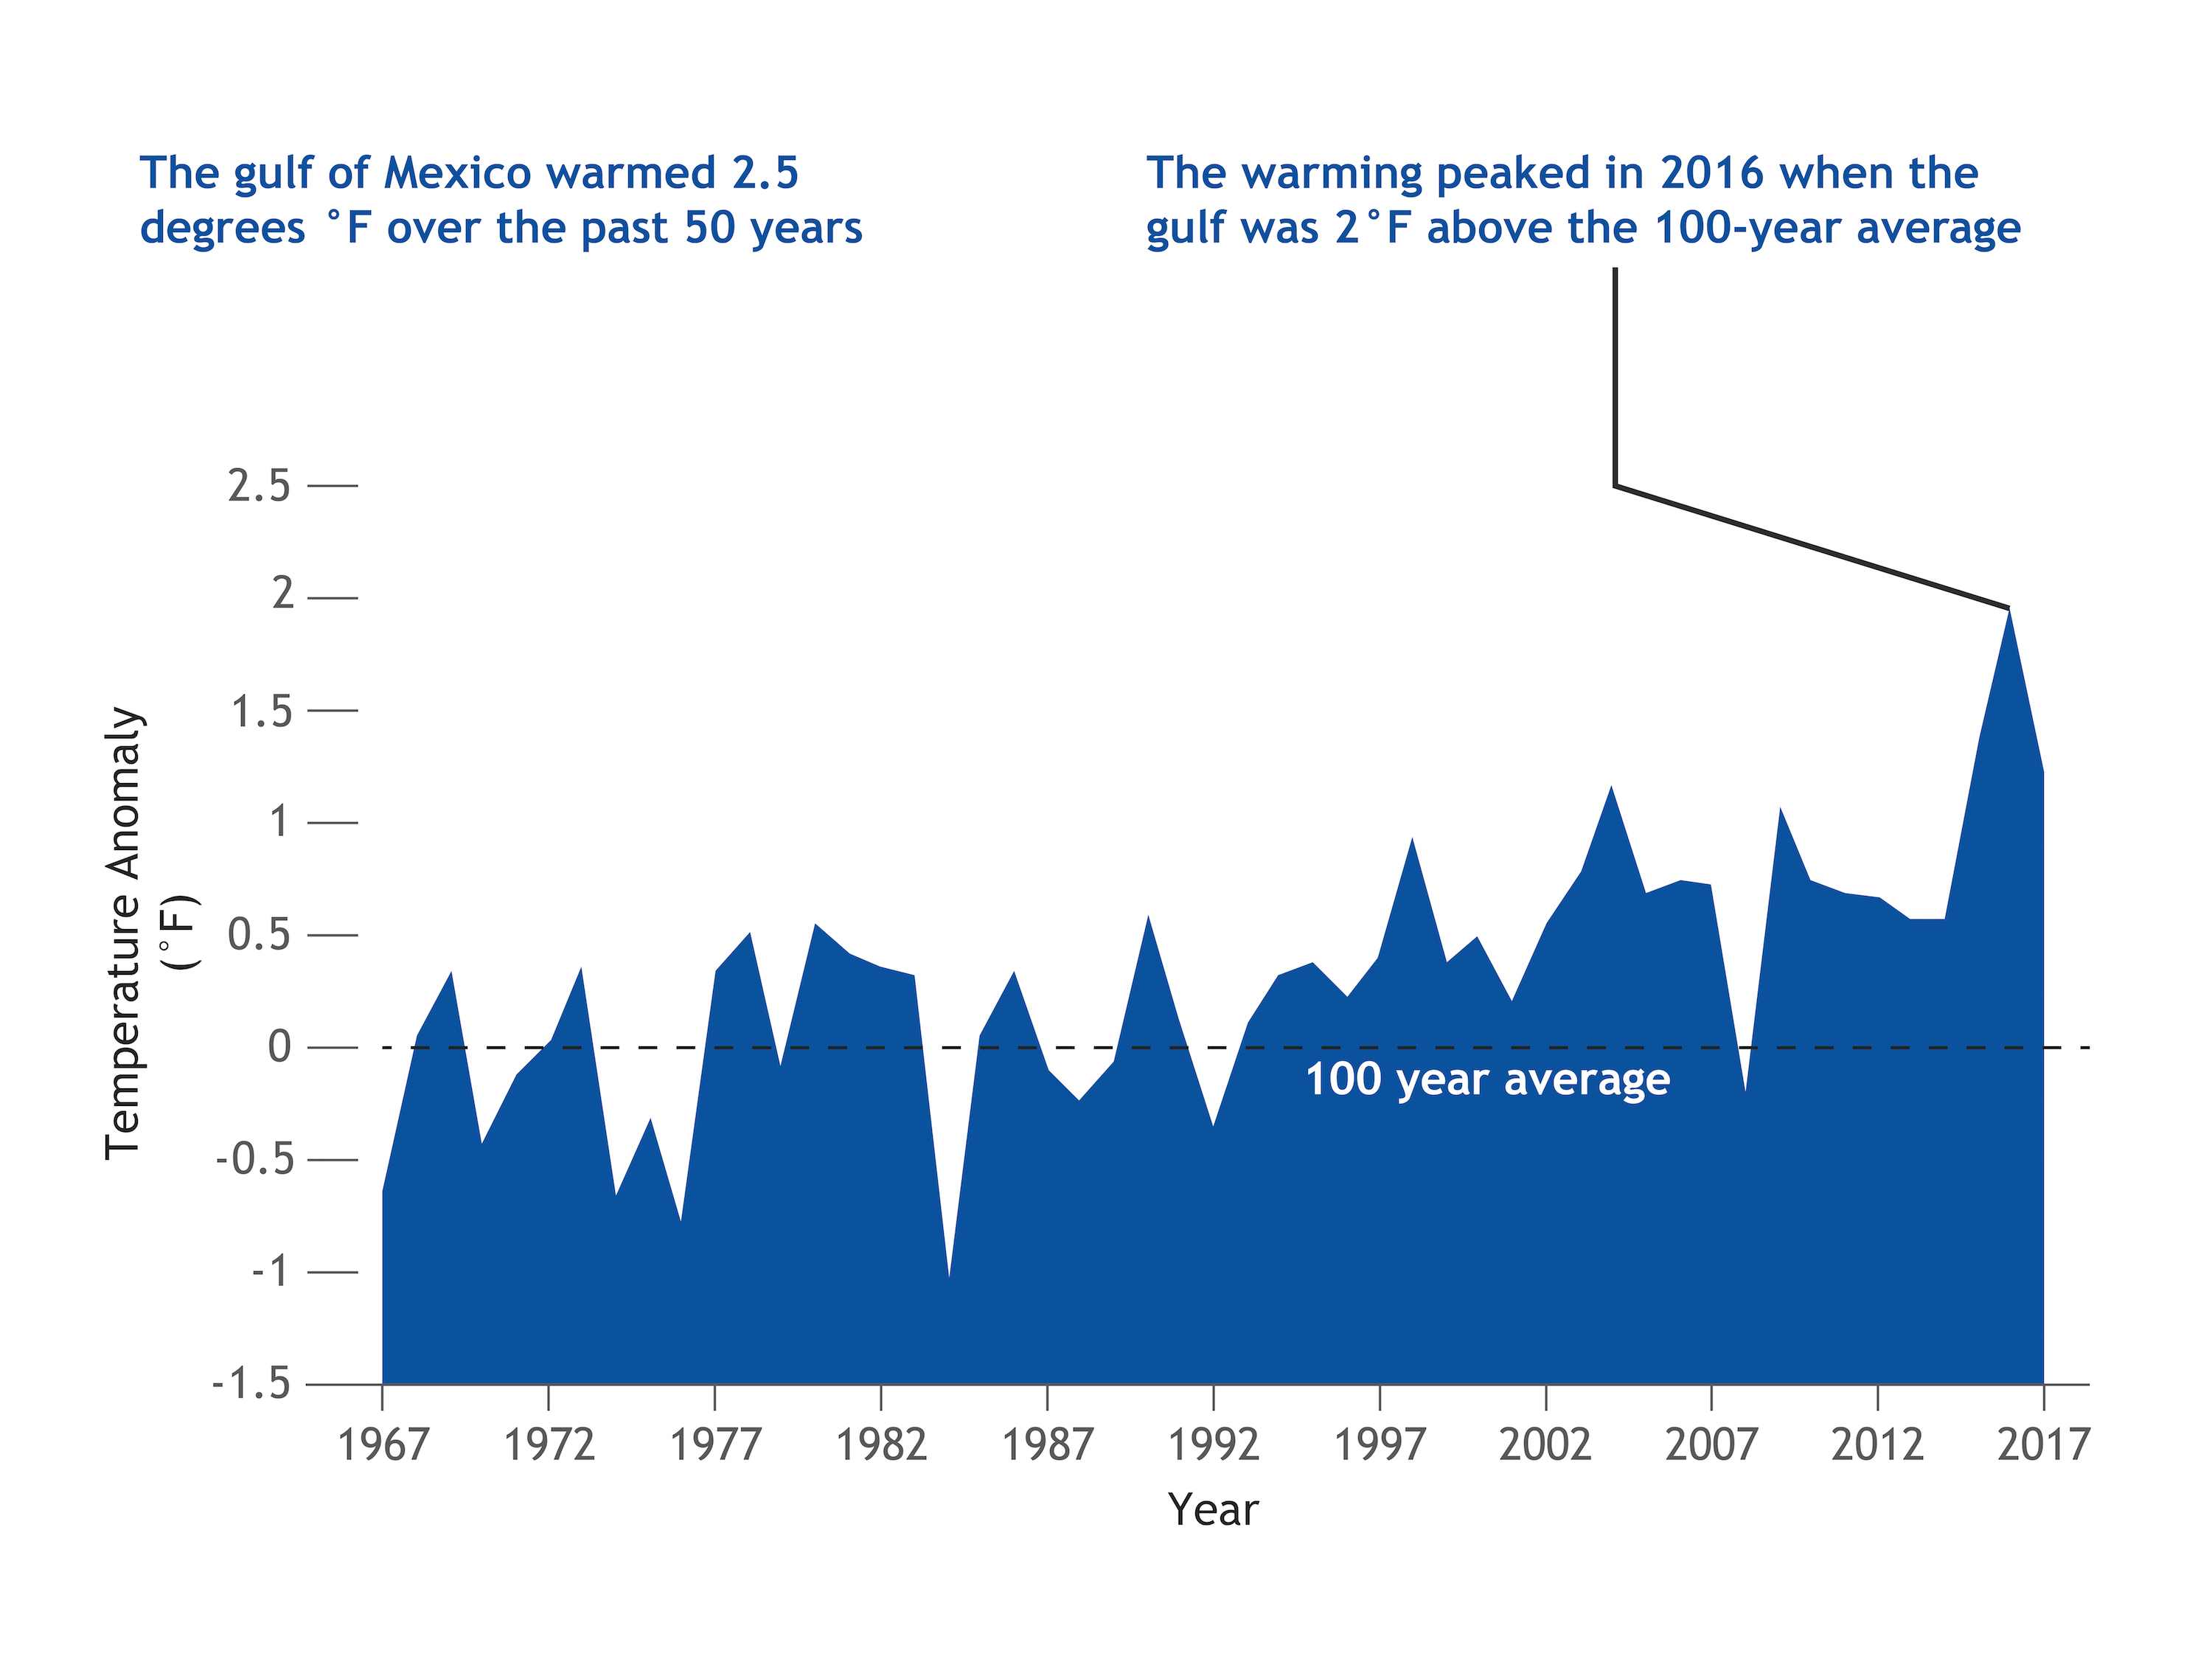 The gulf of Mexico warmed 2.5
degrees °F over the past 50 years
The warming peaked in 2016 when the
gulf was 2°F above the 100-year average
2.5
2
1.5
1
0.5
0
-0.5
-1
-1.5
Temperature Anomaly
(°F)
100 year average
1967 1972 1977 1982 1987 1992 1997 2002 2007 2012 2017
Year